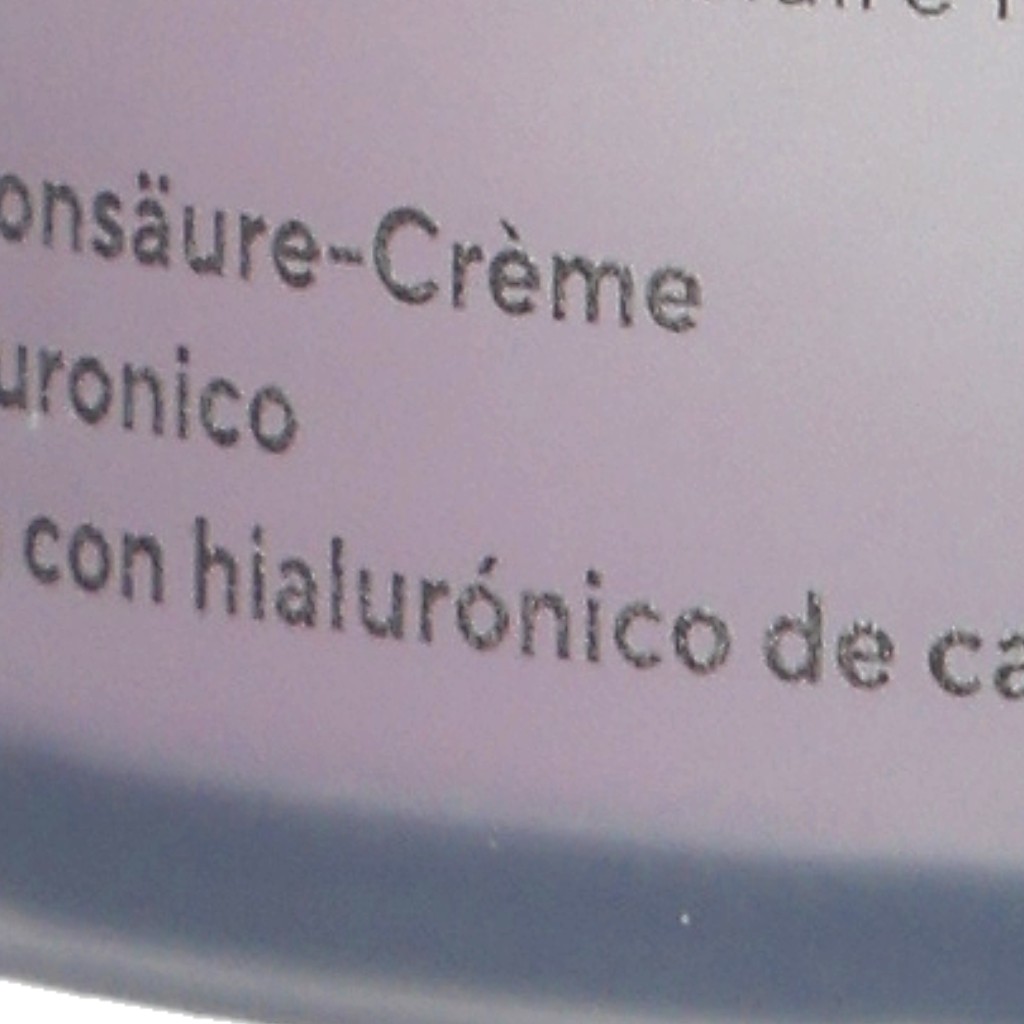 onsäure-Crème
uronico
con hialurónico de ca